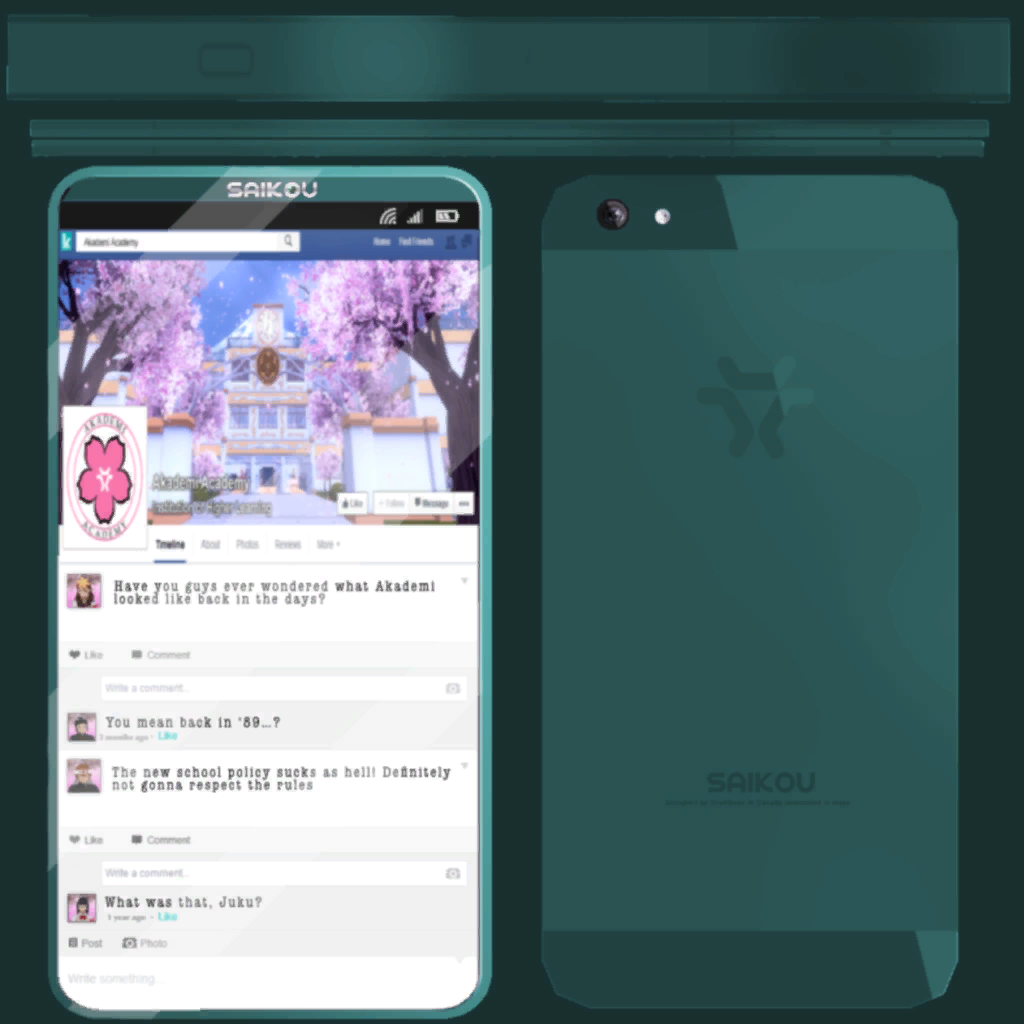 SAIKOU
k
Akademi Academy
Home Find Friends
AKADEMI
ACADEMY
Akademi Academy
Institution of Higher Learning
Like + Follow Message •••
Timeline About Photos Reviews More
Have you guys ever wondered what Akademi
looked like back in the days?
Like Comment
Write a comment...
You mean back in '89...?
3 months ago - Like
The new school policy sucks as hell! Definitely
not gonna respect the rules
Like Comment
Write a comment...
What was that, Juku?
1 year ago - Like
Post Photo
Write something...
SAIKOU